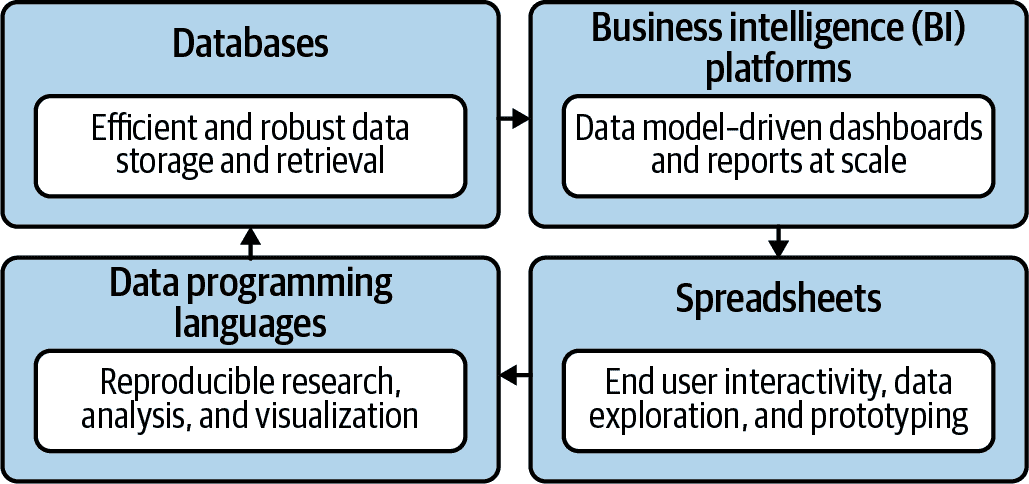 Databases
Efficient and robust data
storage and retrieval
Business intelligence (BI)
platforms
Data model-driven dashboards
and reports at scale
Data programming
languages
Reproducible research,
analysis, and visualization
Spreadsheets
End user interactivity, data
exploration, and prototyping